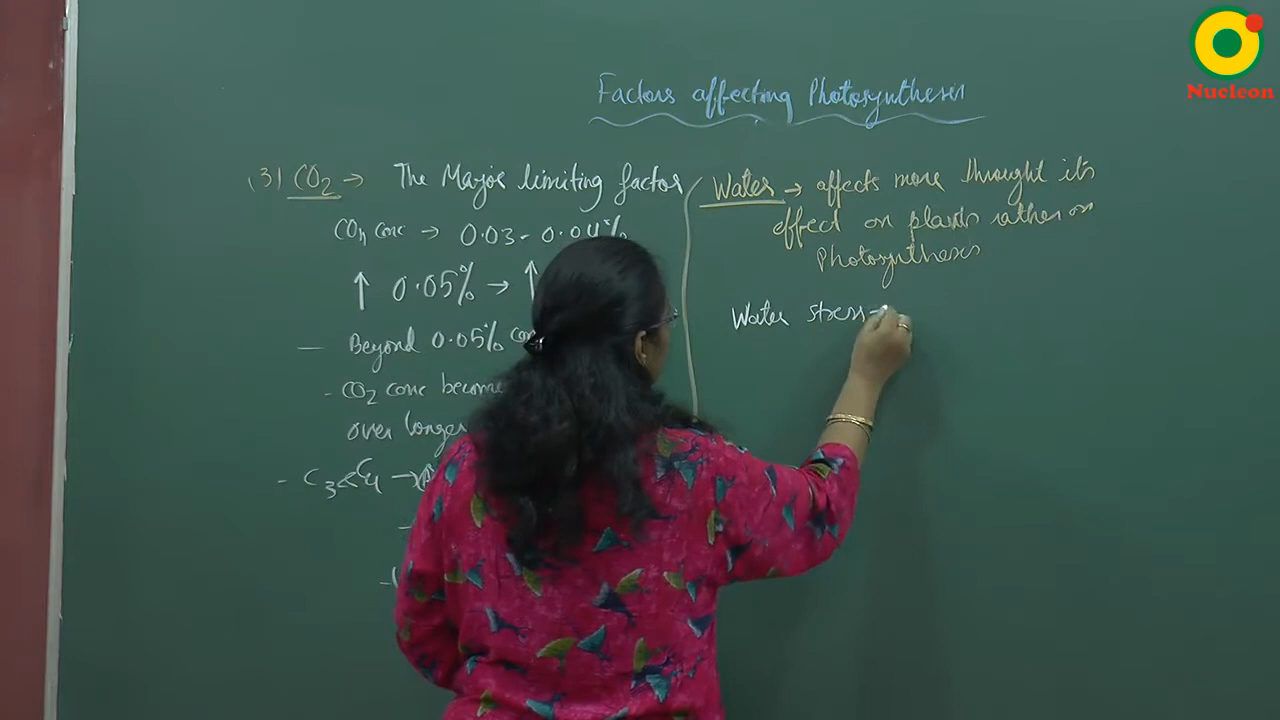 Nucleon
Factors affecting Photosynthesis
(3) CO₂ → The Major limiting factor
CO₂ conc → 0.03 - 0.04%
↑ 0.05% → ↑
— Beyond 0.05%
- CO₂ conc become
over longer
- C₃ & C₄ →
Water → affects more throught it's
effect on plants rather on
Photosynthesis
Water stress -